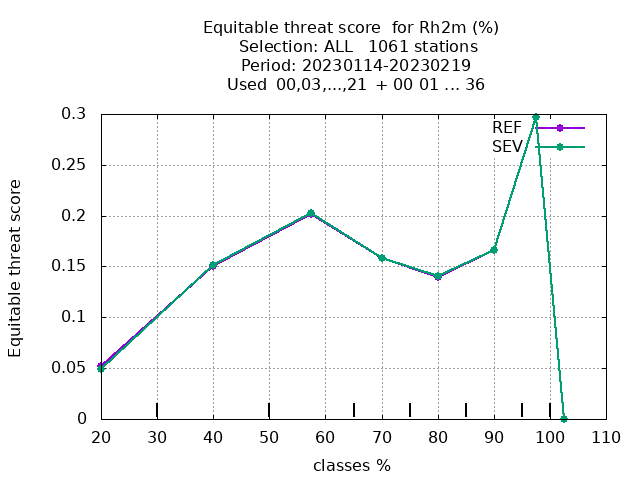 Equitable threat score  for Rh2m (%)
Selection: ALL   1061 stations
Period: 20230114-20230219
Used  00,03,...,21  + 00 01 ... 36
REF
SEV
0.3
0.25
0.2
0.15
0.1
0.05
0
Equitable threat score
20 30 40 50 60 70 80 90 100 110
classes %